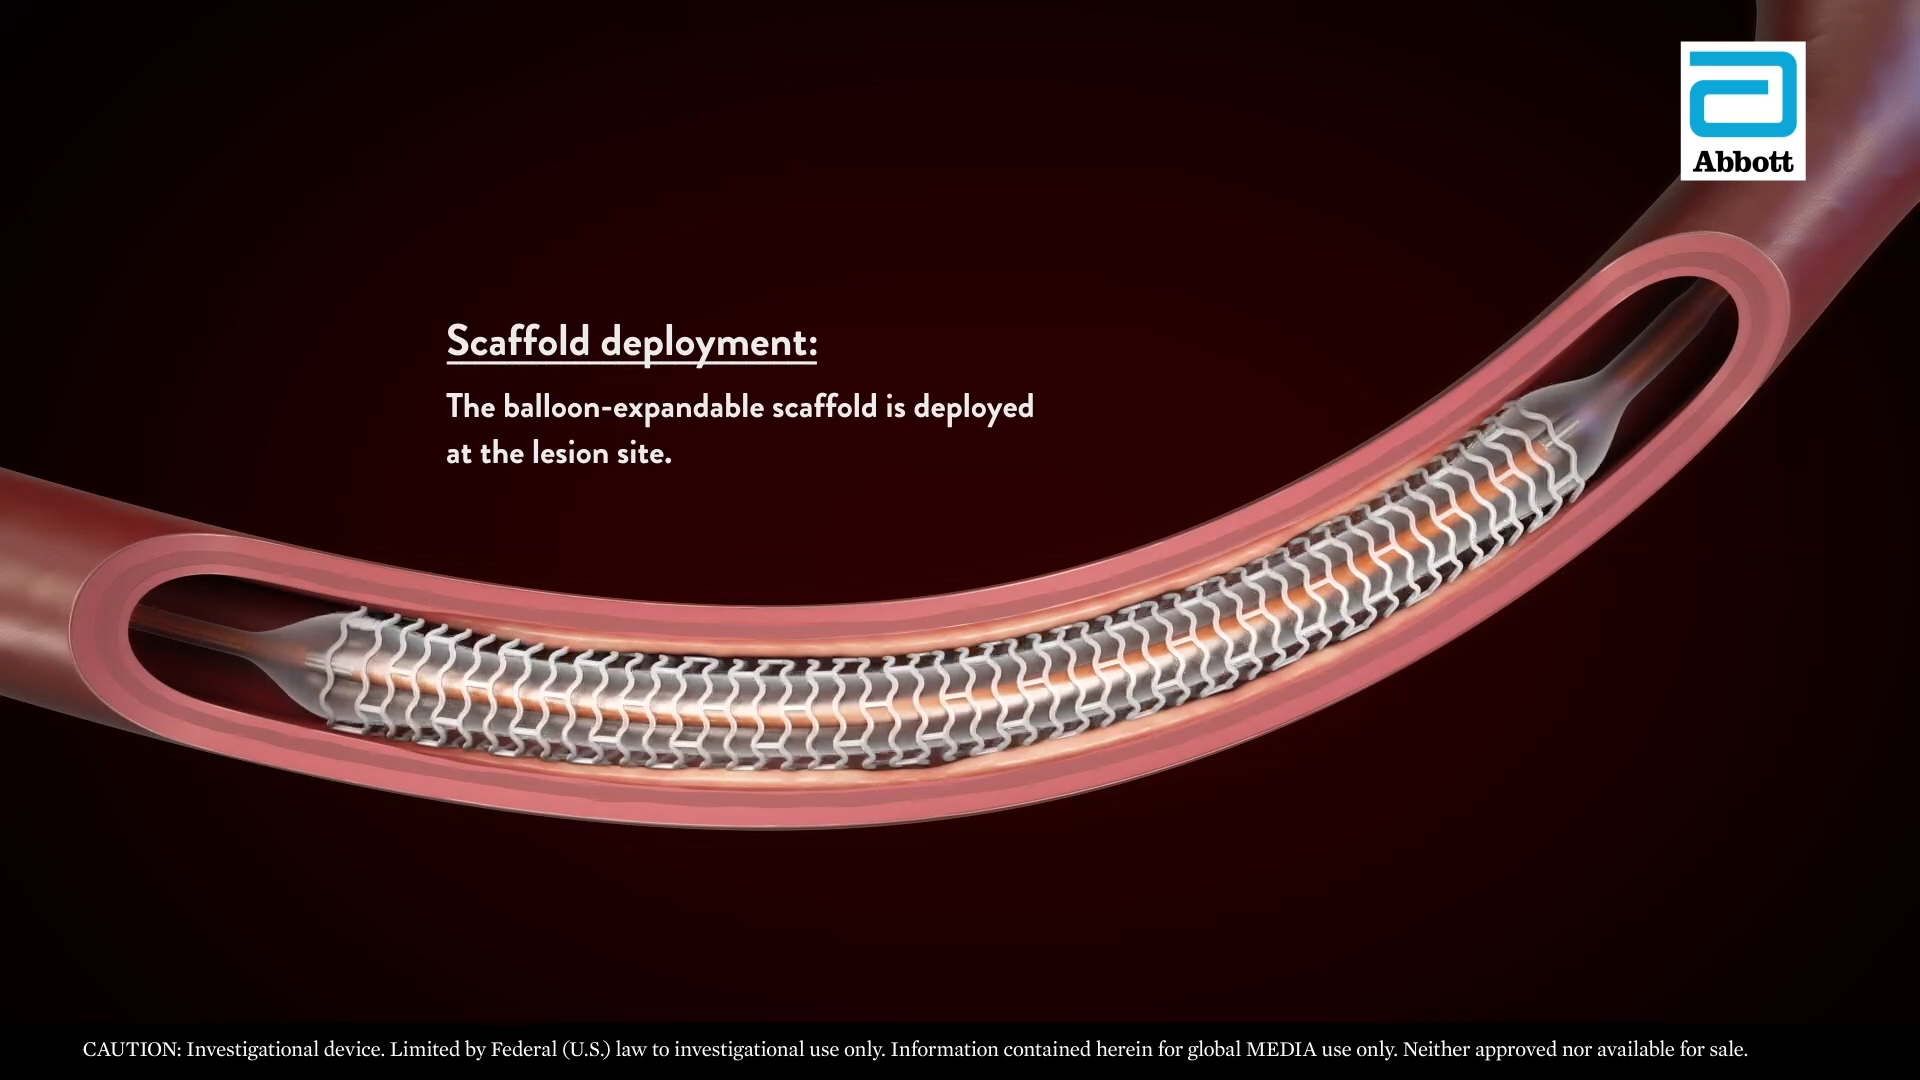 Abbott
Scaffold deployment:
The balloon-expandable scaffold is deployed
at the lesion site.
CAUTION: Investigational device. Limited by Federal (U.S.) law to investigational use only. Information contained herein for global MEDIA use only. Neither approved nor available for sale.